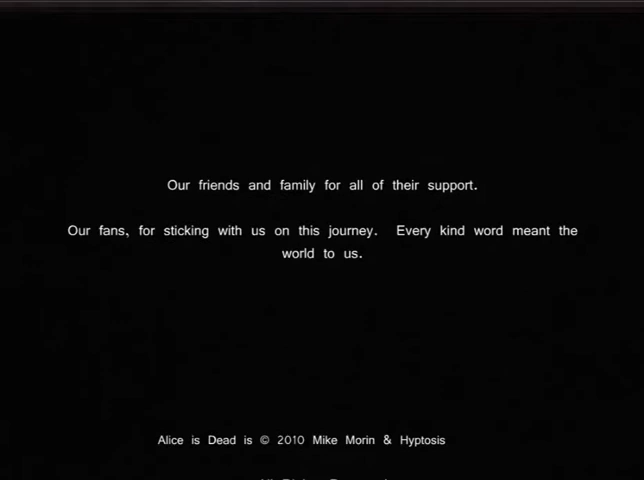 Our friends and family for all of their support.
Our fans, for sticking with us on this journey. Every kind word meant the
world to us.
Alice is Dead is © 2010 Mike Morin & Hyptosis